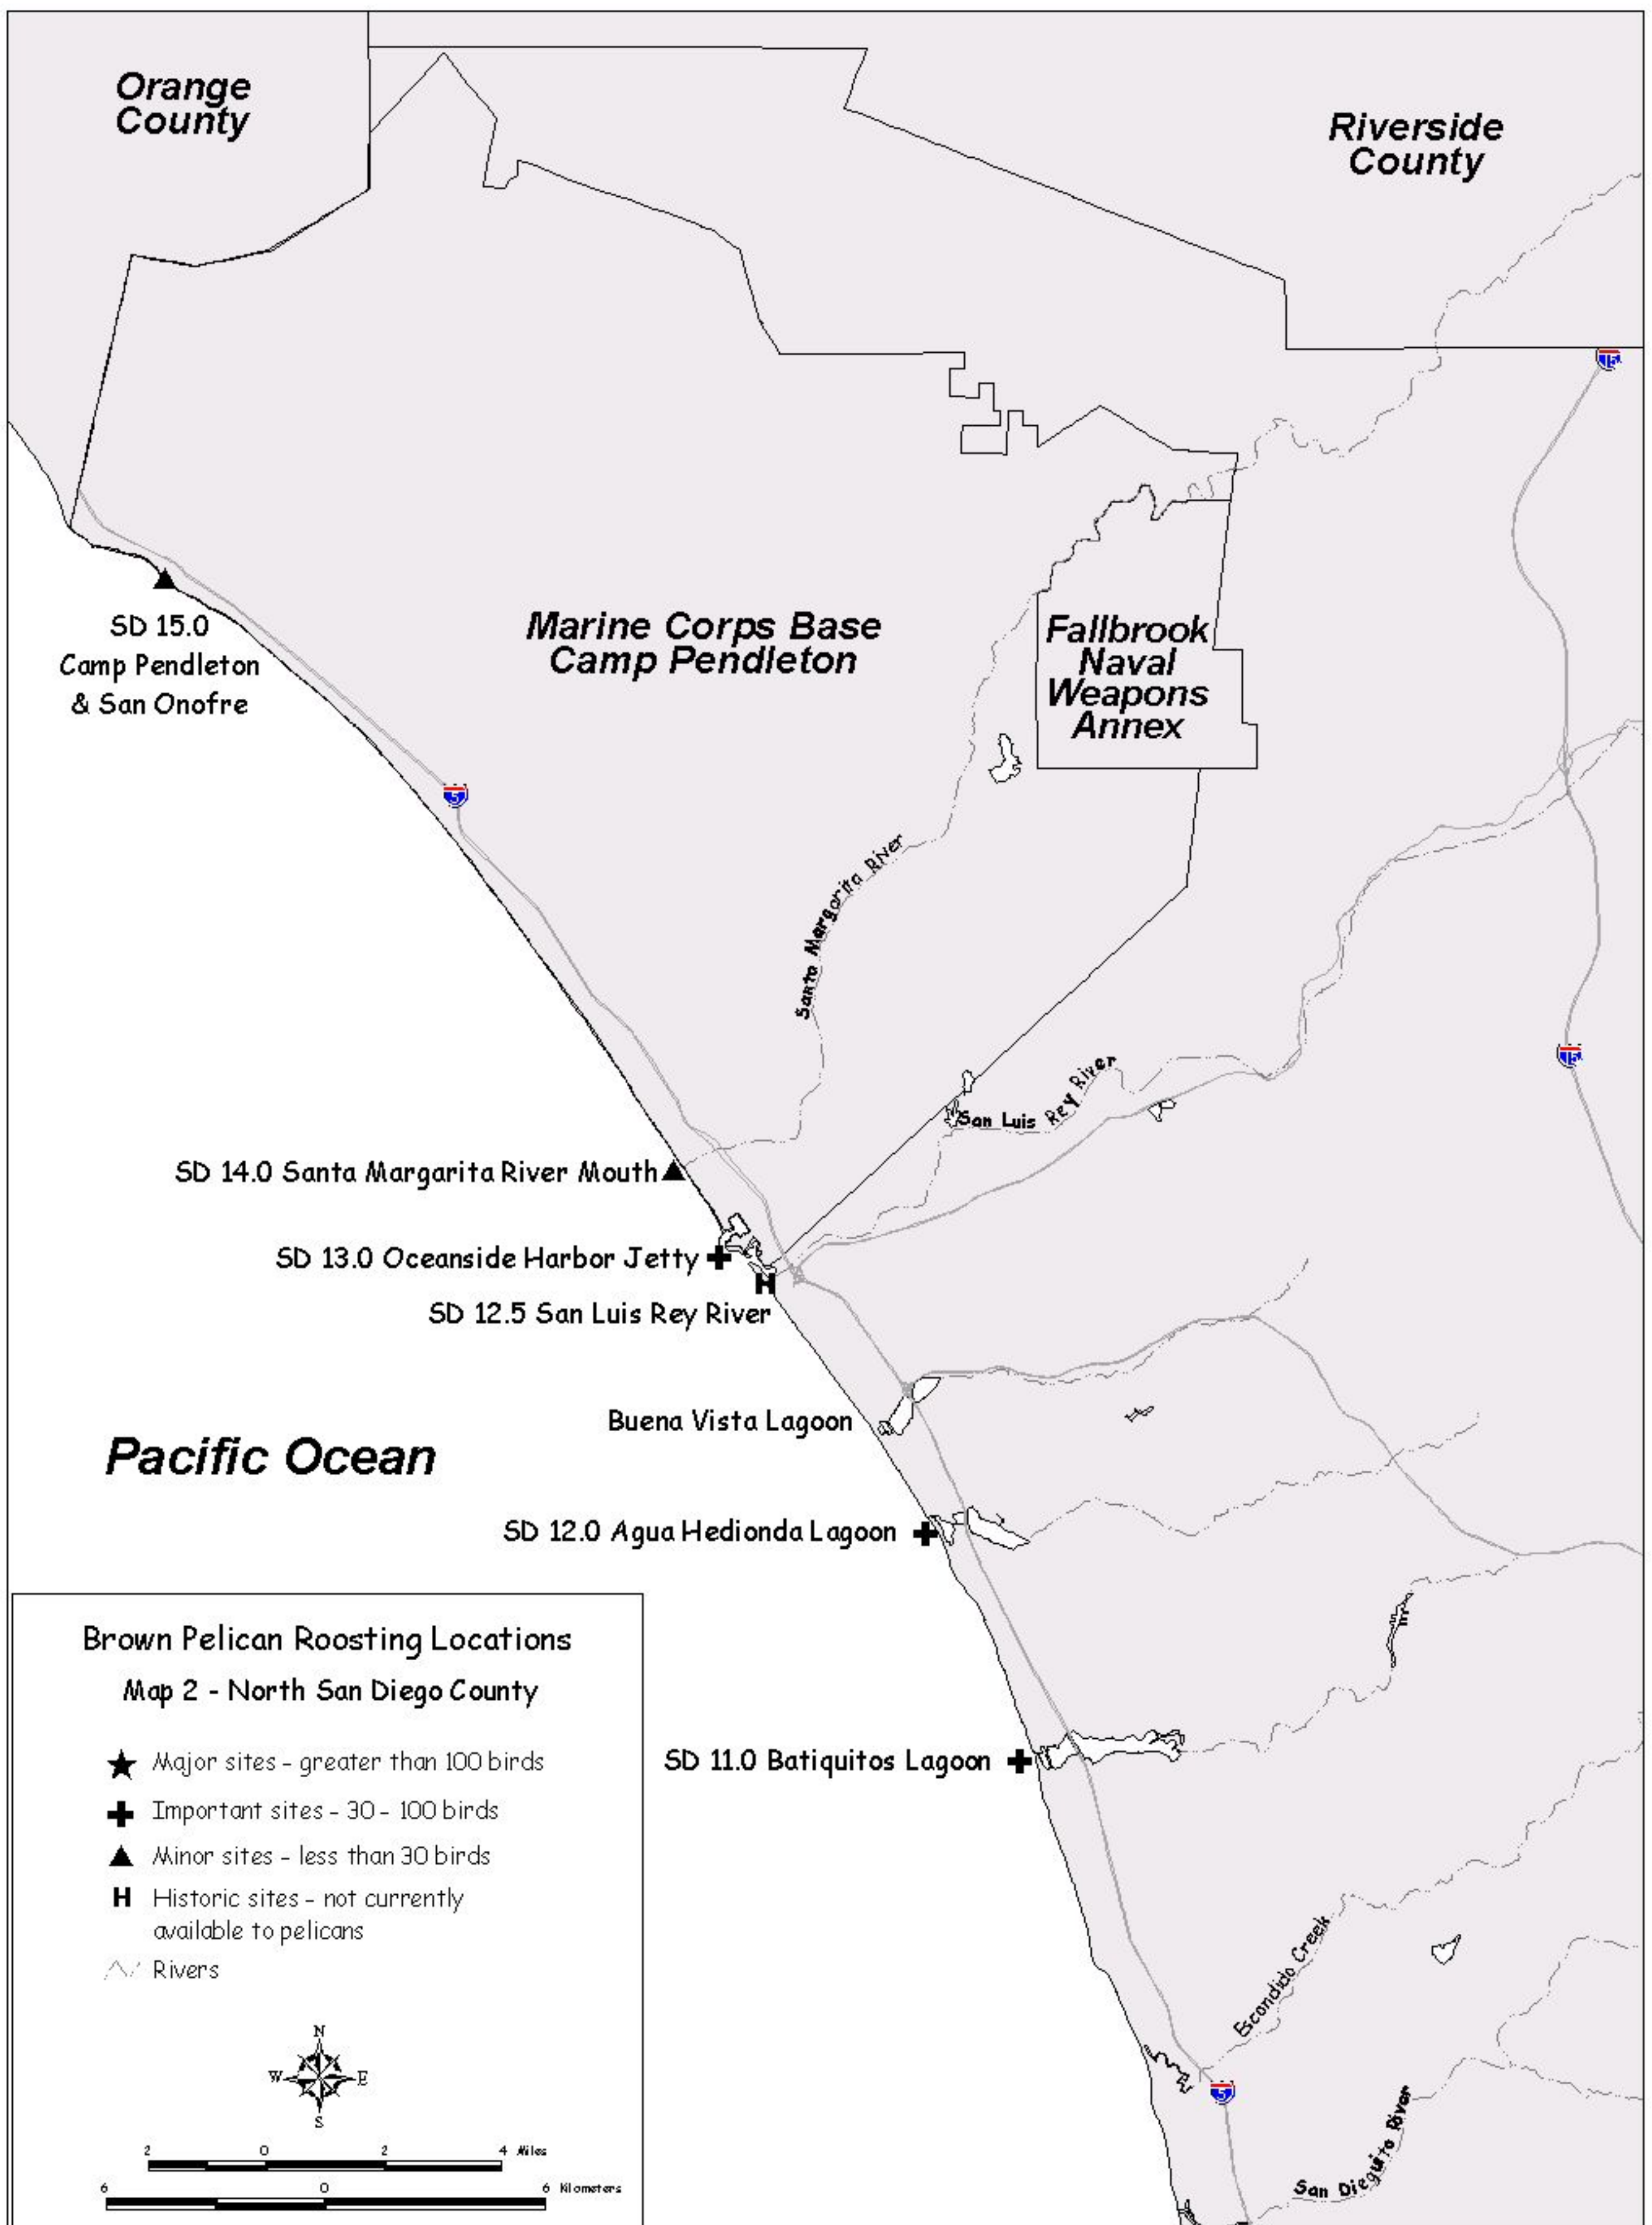 Orange
County
Riverside
County
15
SD 15.0
Camp Pendleton
& San Onofre
Marine Corps Base
Camp Pendleton
Fallbrook
Naval
Weapons
Annex
5
Santa Margarita River
15
San Luis Rey River
SD 14.0 Santa Margarita River Mouth
SD 13.0 Oceanside Harbor Jetty
H
SD 12.5 San Luis Rey River
Buena Vista Lagoon
Pacific Ocean
SD 12.0 Agua Hedionda Lagoon
SD 11.0 Batiquitos Lagoon
Escondido Creek
5
San Dieguito River
Brown Pelican Roosting Locations
Map 2 - North San Diego County
Major sites - greater than 100 birds
Important sites - 30 - 100 birds
Minor sites - less than 30 birds
H Historic sites - not currently
available to pelicans
Rivers
N
W E
S
2 0 2 4 Miles
6 0 6 Kilometers